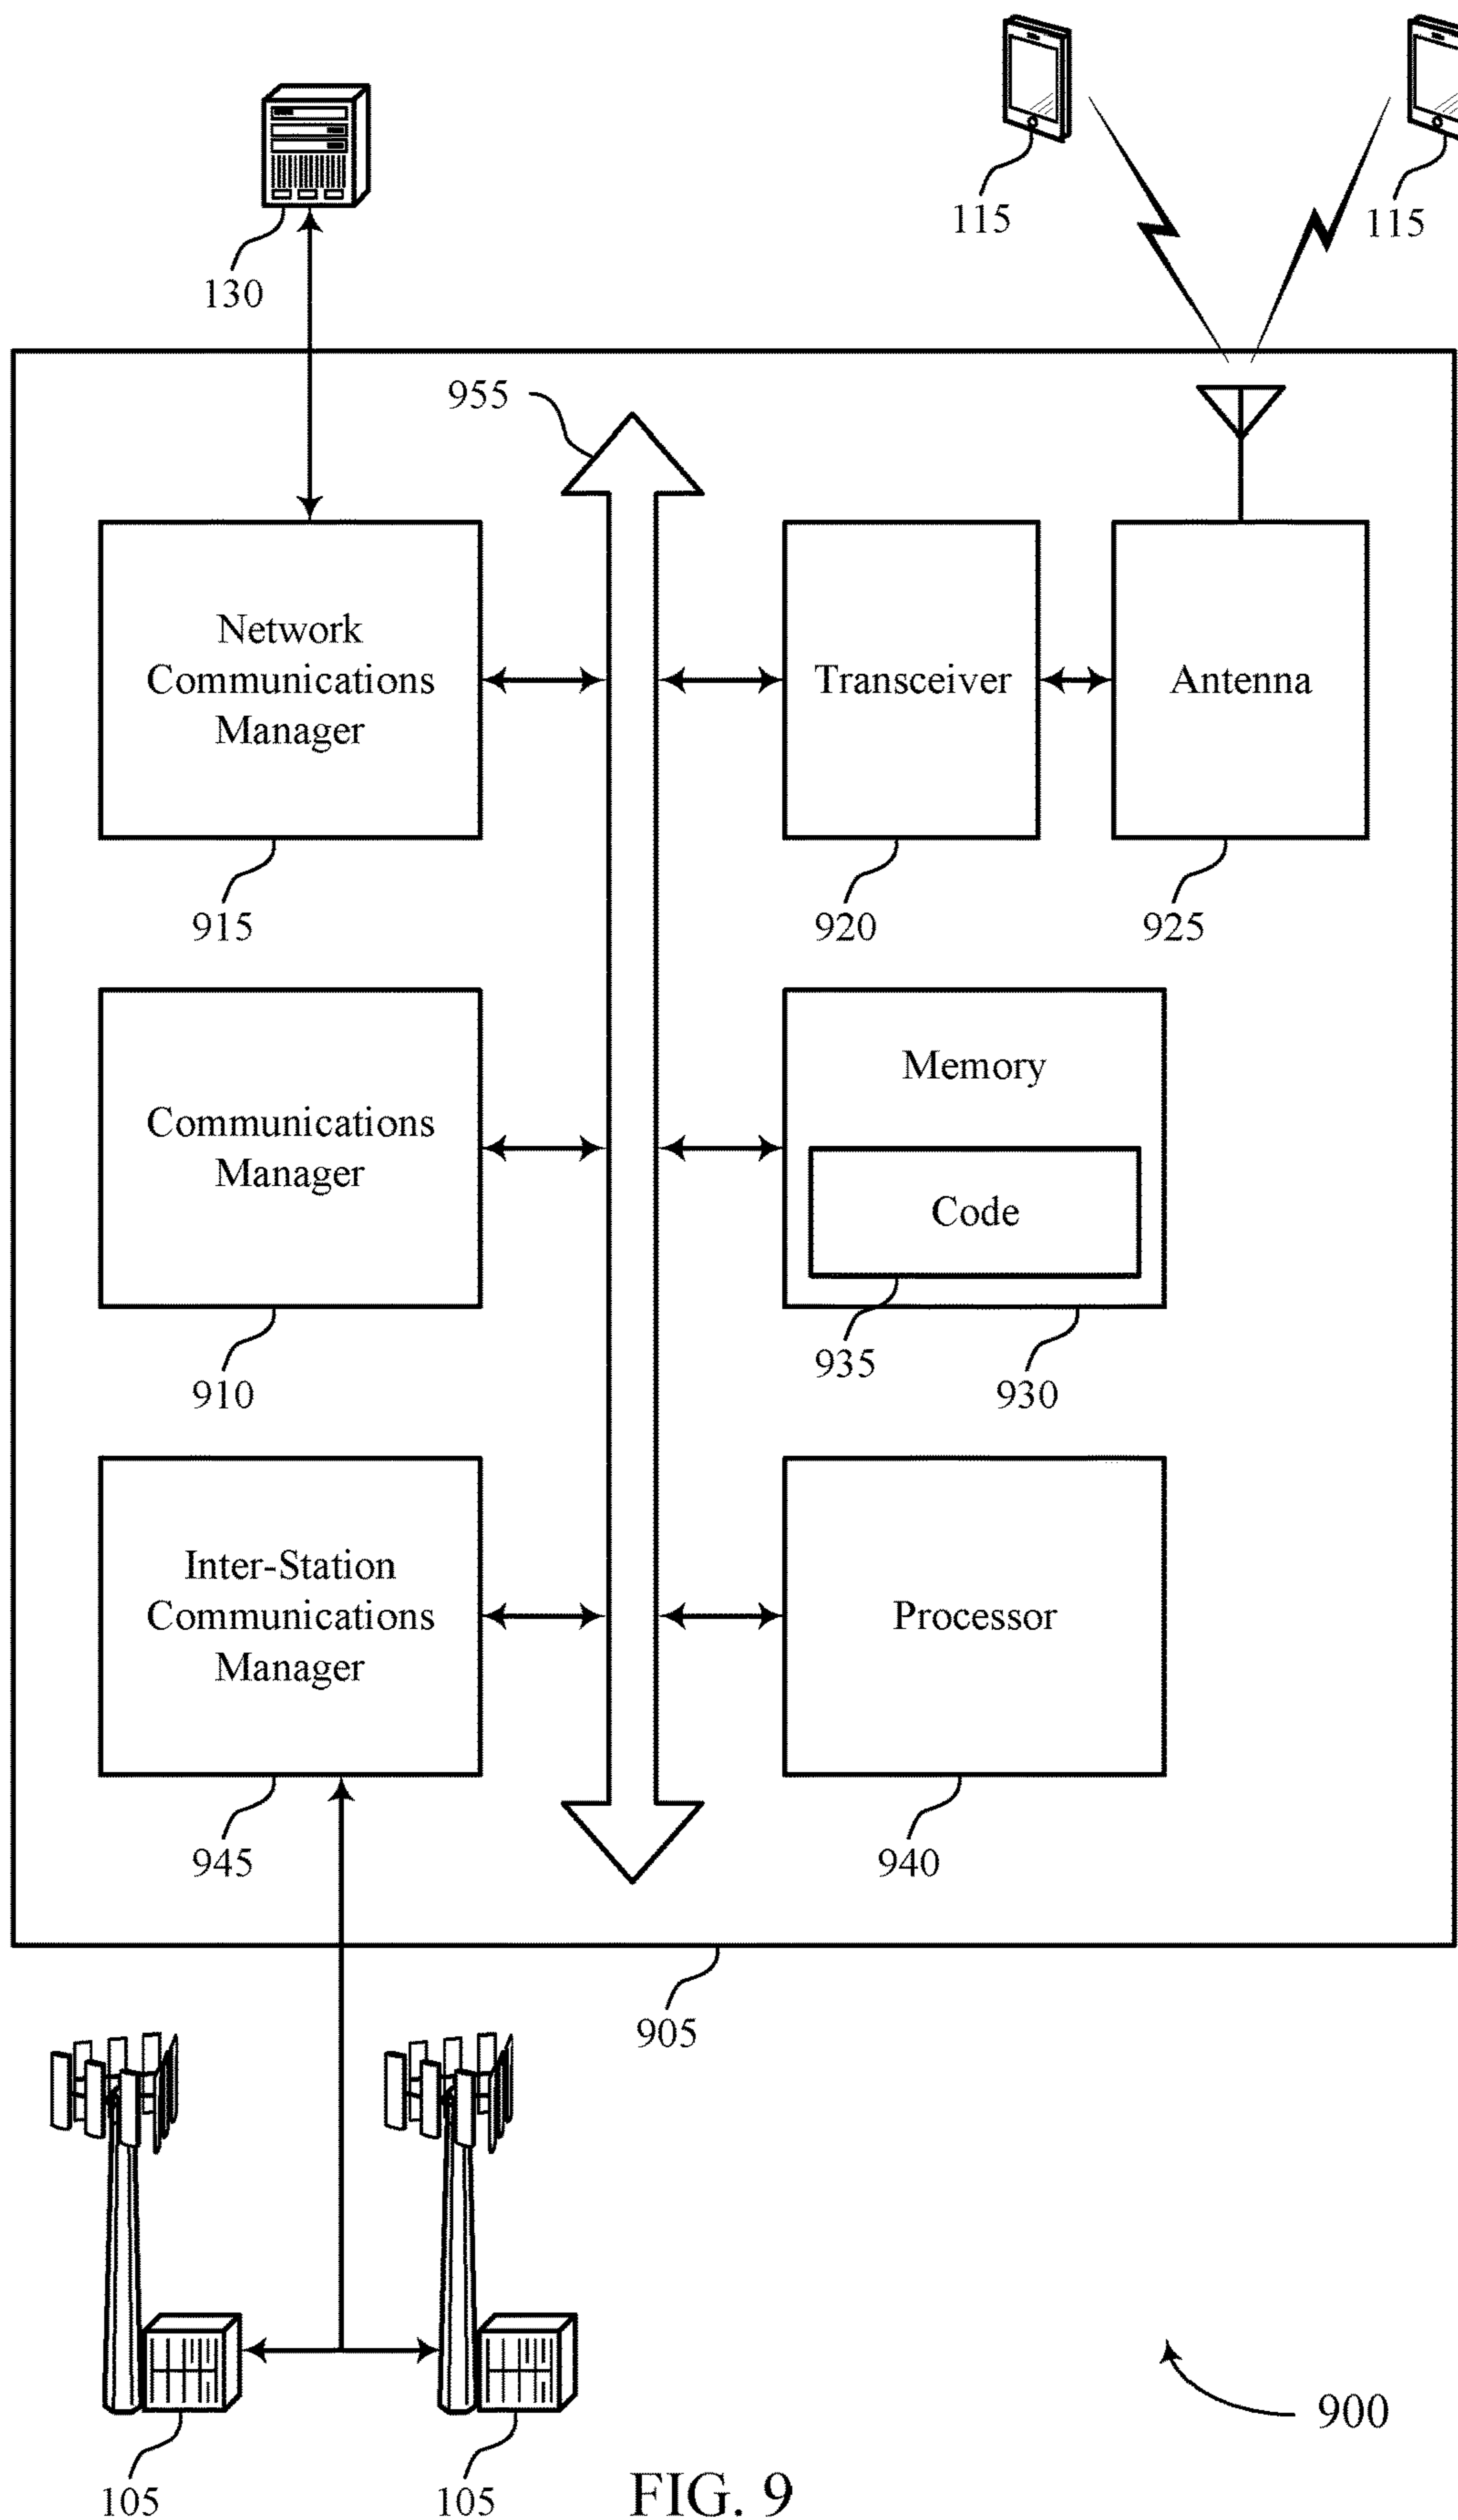 115
115
130
955
Network
Communications
Manager
Transceiver
Antenna
915
920
925
Communications
Manager
Memory
Code
935
910
930
Inter-Station
Communications
Manager
Processor
945
940
905
900
105
105
FIG. 9